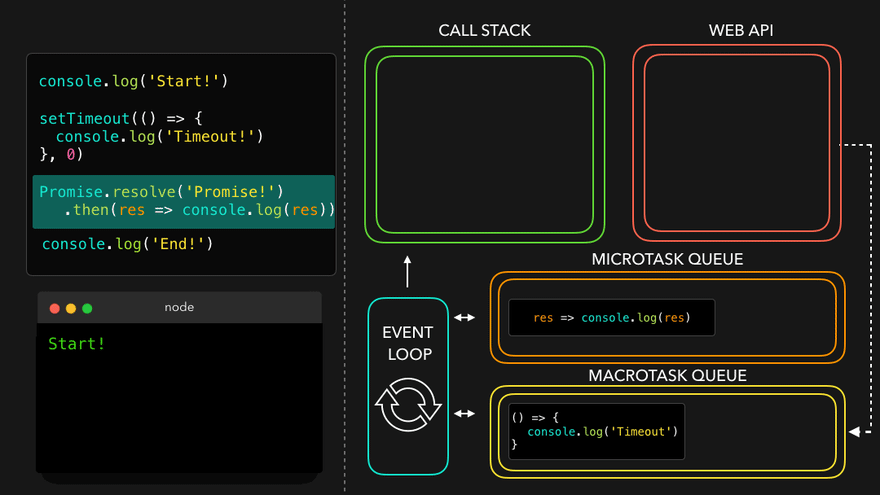 CALL STACK
WEB API
console.log('Start!')
setTimeout(() => {
  console.log('Timeout!')
}, 0)
Promise.resolve('Promise!')
  .then(res => console.log(res))
console.log('End!')
node
Start!
EVENT
LOOP
MICROTASK QUEUE
res => console.log(res)
MACROTASK QUEUE
() => {
  console.log('Timeout')
}